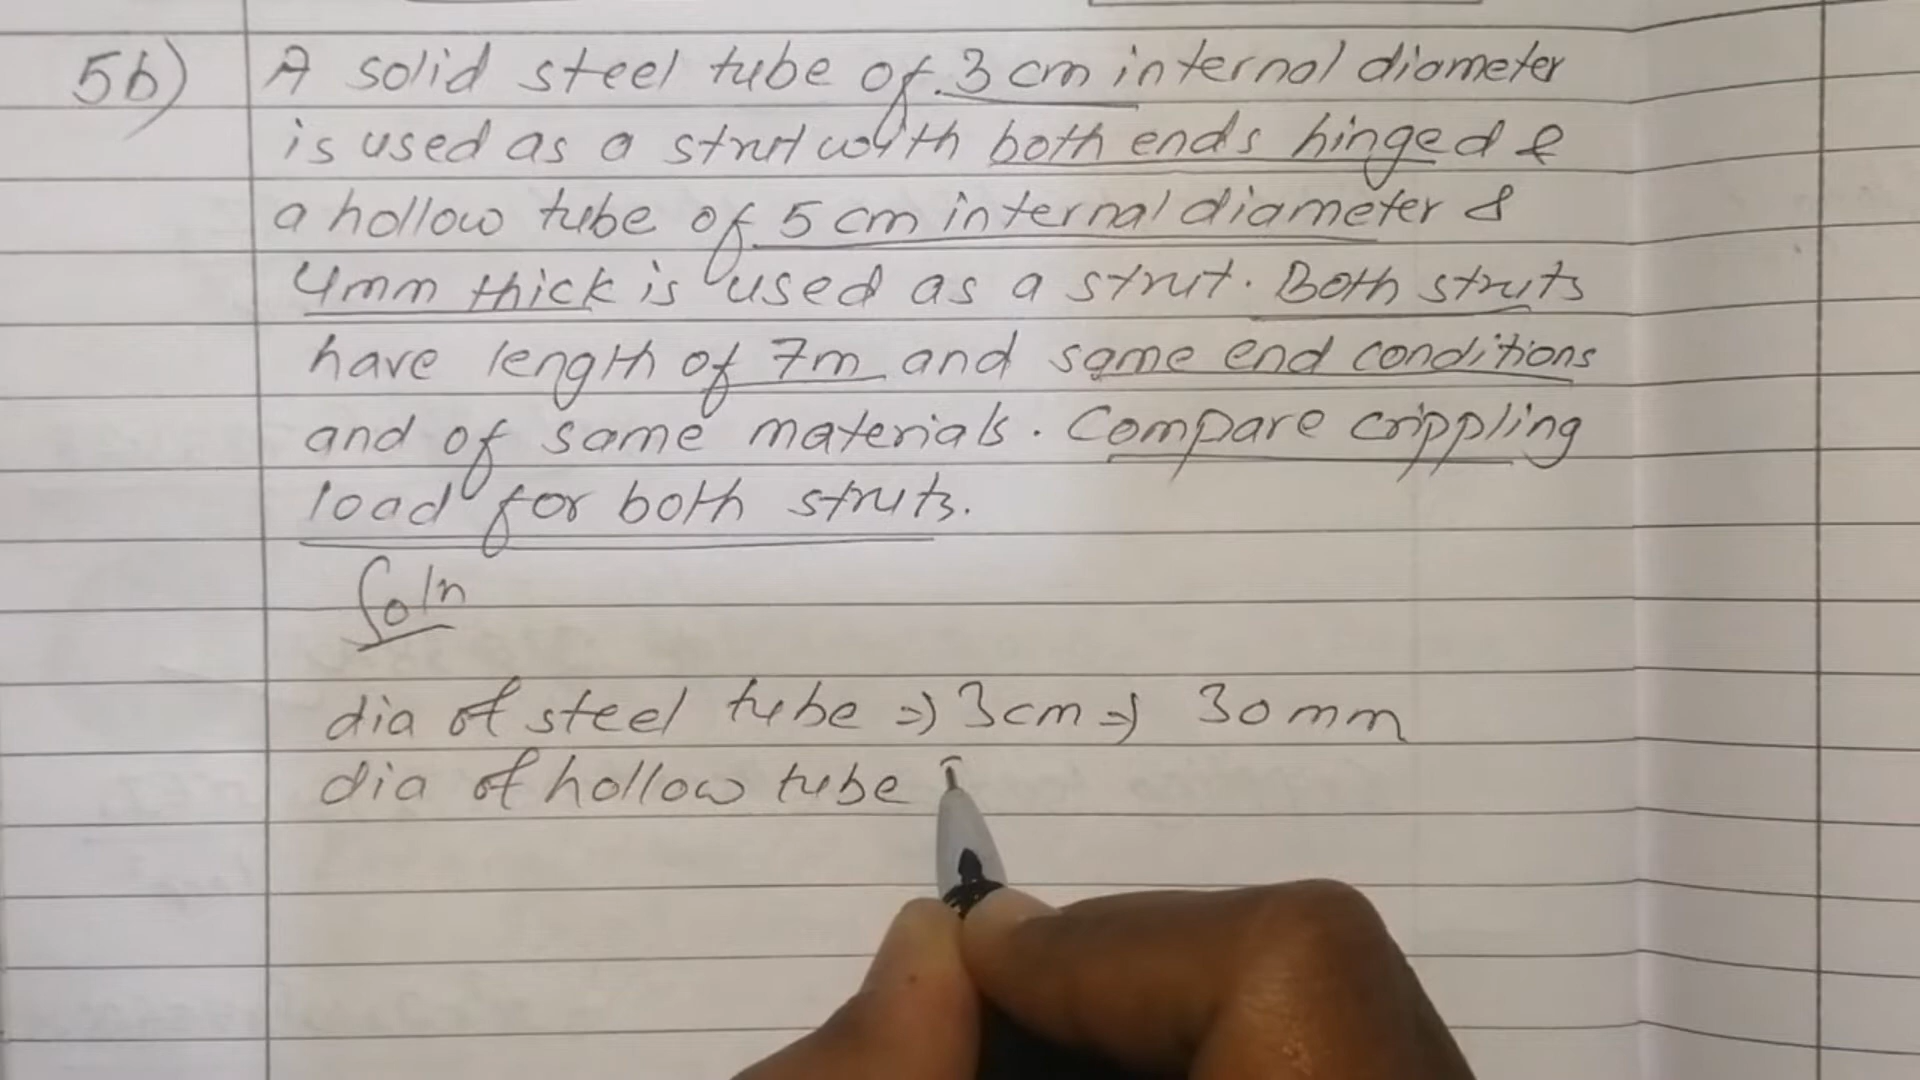 5b) A solid steel tube of 3 cm internal diameter
is used as a strut with both ends hinged &
a hollow tube of 5 cm internal diameter &
4mm thick is used as a strut. Both struts
have length of 7m and same end conditions
and of same materials. Compare crippling
load for both struts.
Soln
dia of steel tube => 3cm => 30 mm
dia of hollow tube